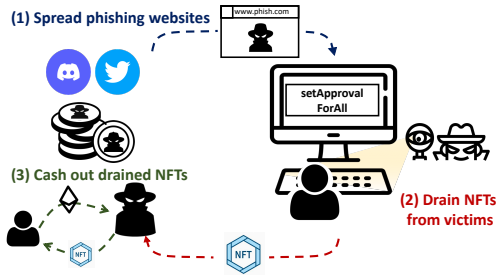 (1) Spread phishing websites
www.phish.com
setApproval
ForAll
(3) Cash out drained NFTs
(2) Drain NFTs
from victims
NFT
NFT